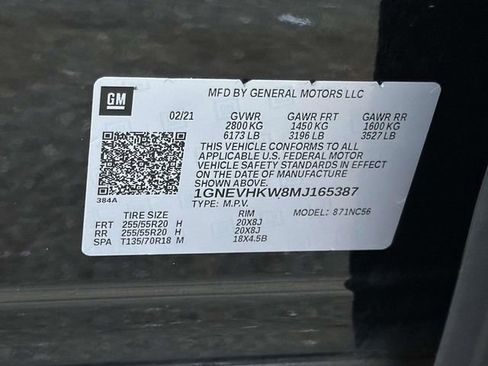 GM
MFD BY GENERAL MOTORS LLC
02/21 GVWR GAWR FRT GAWR RR
2800 KG 1450 KG 1600 KG
6173 LB 3196 LB 3527 LB
THIS VEHICLE CONFORMS TO ALL
APPLICABLE U.S. FEDERAL MOTOR
VEHICLE SAFETY STANDARDS IN EFFECT
ON THE DATE OF MANUFACTURE
SHOWN ABOVE.
384A
1GNEVHKW8MJ165387
TYPE: M.P.V. MODEL: 871NC56
TIRE SIZE RIM
FRT 255/55R20 H 20X8J
RR 255/55R20 H 20X8J
SPA T135/70R18 M 18X4.5B